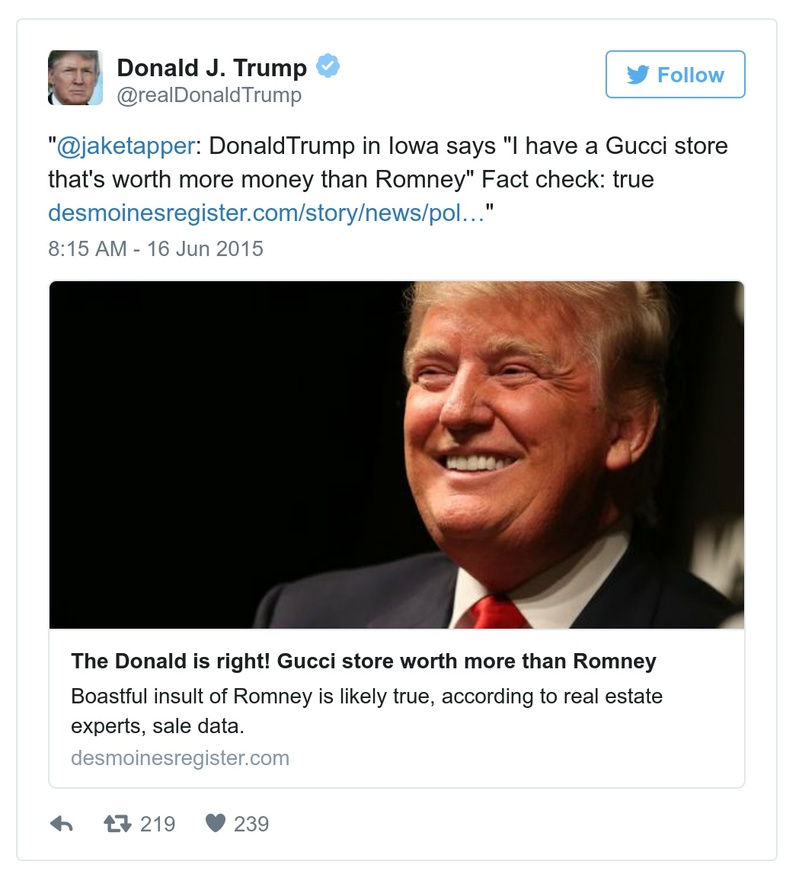 Donald J. Trump
@realDonaldTrump
Follow
"@jaketapper: DonaldTrump in Iowa says "I have a Gucci store
that's worth more money than Romney" Fact check: true
desmoinesregister.com/story/news/pol…"
8:15 AM - 16 Jun 2015
The Donald is right! Gucci store worth more than Romney
Boastful insult of Romney is likely true, according to real estate
experts, sale data.
desmoinesregister.com
219
239